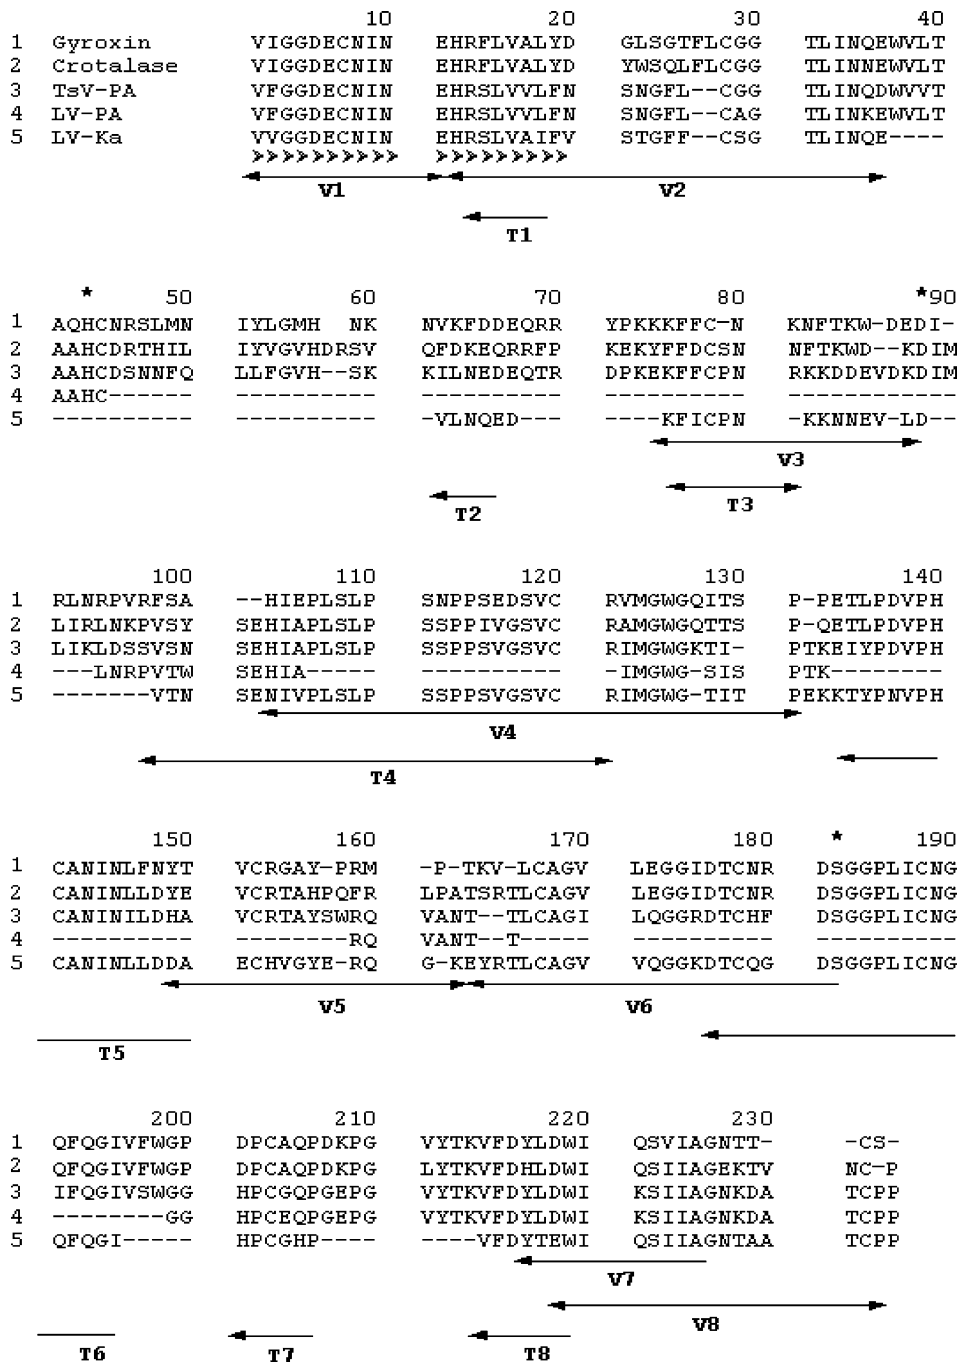 10 20 30 40
1 Gyroxin VIGGDECNIN EHRFLVALYD GLSGTFLCGG TLINQEWVLT
2 Crotalase VIGGDECNIN EHRFLVALYD YWSQLFLCGG TLINNEWVLT
3 TsV-PA VFGGDECNIN EHRSLVVLFN SNGFL--CGG TLINQDWVVT
4 LV-PA VFGGDECNIN EHRSLVVLFN SNGFL--CAG TLINKEWVLT
5 LV-Ka VVGGDECNIN EHRSLVAIFV STGFF--CSG TLINQE----
>>>>>>>>>> >>>>>>>>>
V1 V2
T1
* 50 60 70 80 *90
1 AQHCNRSLMN IYLGMH NK NVKFDDEQRR YPKKKFFC-N KNFTKW-DEDI-
2 AAHCDRTHIL IYVGVHDRSV QFDKEQRRFP KEKYFFDCSN NFTKWD--KDIM
3 AAHCDSNNFQ LLFGVH--SK KILNEDEQTR DPKEKFFCPN RKKDDEVDKDIM
4 AAHC------ ---------- ---------- ---------- ------------
5 ---------- ---------- -VLNQED--- ----KFICPN -KKNNEV-LD--
V3
T2 T3
100 110 120 130 140
1 RLNRPVRFSA --HIEPLSLP SNPPSEDSVC RVMGWGQITS P-PETLPDVPH
2 LIRLNKPVSY SEHIAPLSLP SSPPIVGSVC RAMGWGQTTS P-QETLPDVPH
3 LIKLDSSVSN SEHIAPLSLP SSPPSVGSVC RIMGWGKTI- PTKEIYPDVPH
4 ---LNRPVTW SEHIA----- ---------- -IMGWG-SIS PTK--------
5 -------VTN SENIVPLSLP SSPPSVGSVC RIMGWG-TIT PEKKTYPNVPH
V4
T4
150 160 170 180 * 190
1 CANINLFNYT VCRGAY-PRM -P-TKV-LCAGV LEGGIDTCNR DSGGPLICNG
2 CANINLLDYE VCRTAHPQFR LPATSRTLCAGV LEGGIDTCNR DSGGPLICNG
3 CANINILDHA VCRTAYSWRQ VANT--TLCAGI LQGGRDTCHF DSGGPLICNG
4 ---------- --------RQ VANT--T----- ---------- ----------
5 CANINLLDDA ECHVGYE-RQ G-KEYRTLCAGV VQGGKDTCQG DSGGPLICNG
V5 V6
T5
200 210 220 230
1 QFQGIVFWGP DPCAQPDKPG VYTKVFDYLDWI QSVIAGNTT- -CS-
2 QFQGIVFWGP DPCAQPDKPG LYTKVFDHLDWI QSIIAGEKTV NC-P
3 IFQGIVSWGG HPCGQPGEPG VYTKVFDYLDWI KSIIAGNKDA TCPP
4 --------GG HPCEQPGEPG VYTKVFDYLDWI KSIIAGNKDA TCPP
5 QFQGI----- HPCGHP---- ----VFDYTEWI QSIIAGNTAA TCPP
V7
V8
T6 T7 T8